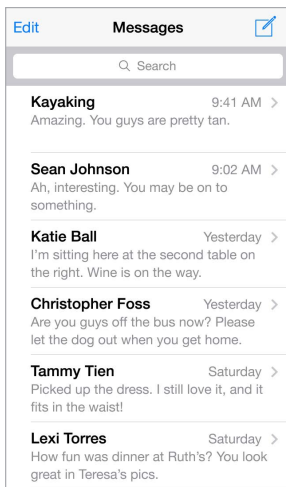 Edit Messages
Search
Kayaking 9:41 AM
Amazing. You guys are pretty tan.
Sean Johnson 9:02 AM
Ah, interesting. You may be on to
something.
Katie Ball Yesterday
I'm sitting here at the second table on
the right. Wine is on the way.
Christopher Foss Yesterday
Are you guys off the bus now? Please
let the dog out when you get home.
Tammy Tien Saturday
Picked up the dress. I still love it, and it
fits in the waist!
Lexi Torres Saturday
How fun was dinner at Ruth's? You look
great in Teresa's pics.